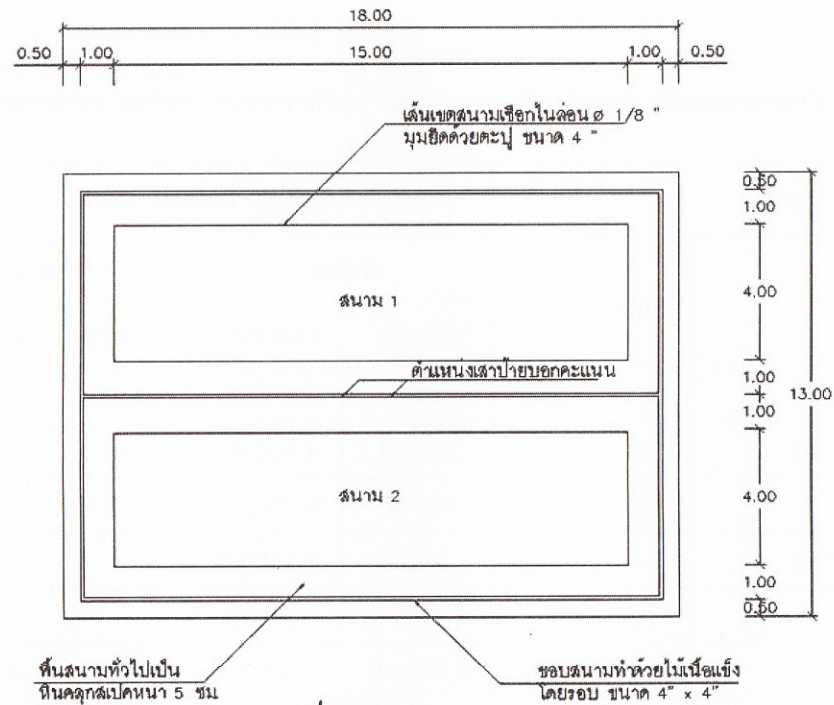 18.00
0.50 1.00 15.00 1.00 0.50
เส้นเขตสนามเชือกไนล่อน ø 1/8 "
มุมยึดด้วยตะปู ขนาด 4 "
0.50
1.00
4.00
สนาม 1
ตำแหน่งเสาป้ายบอกคะแนน
1.00
13.00
1.00
สนาม 2
4.00
1.00
0.50
พื้นสนามทั่วไปเป็น
หินคลุกสเปคหนา 5 ซม
ขอบสนามทำด้วยไม้เนื้อแข็ง
โดยรอบ ขนาด 4" x 4"